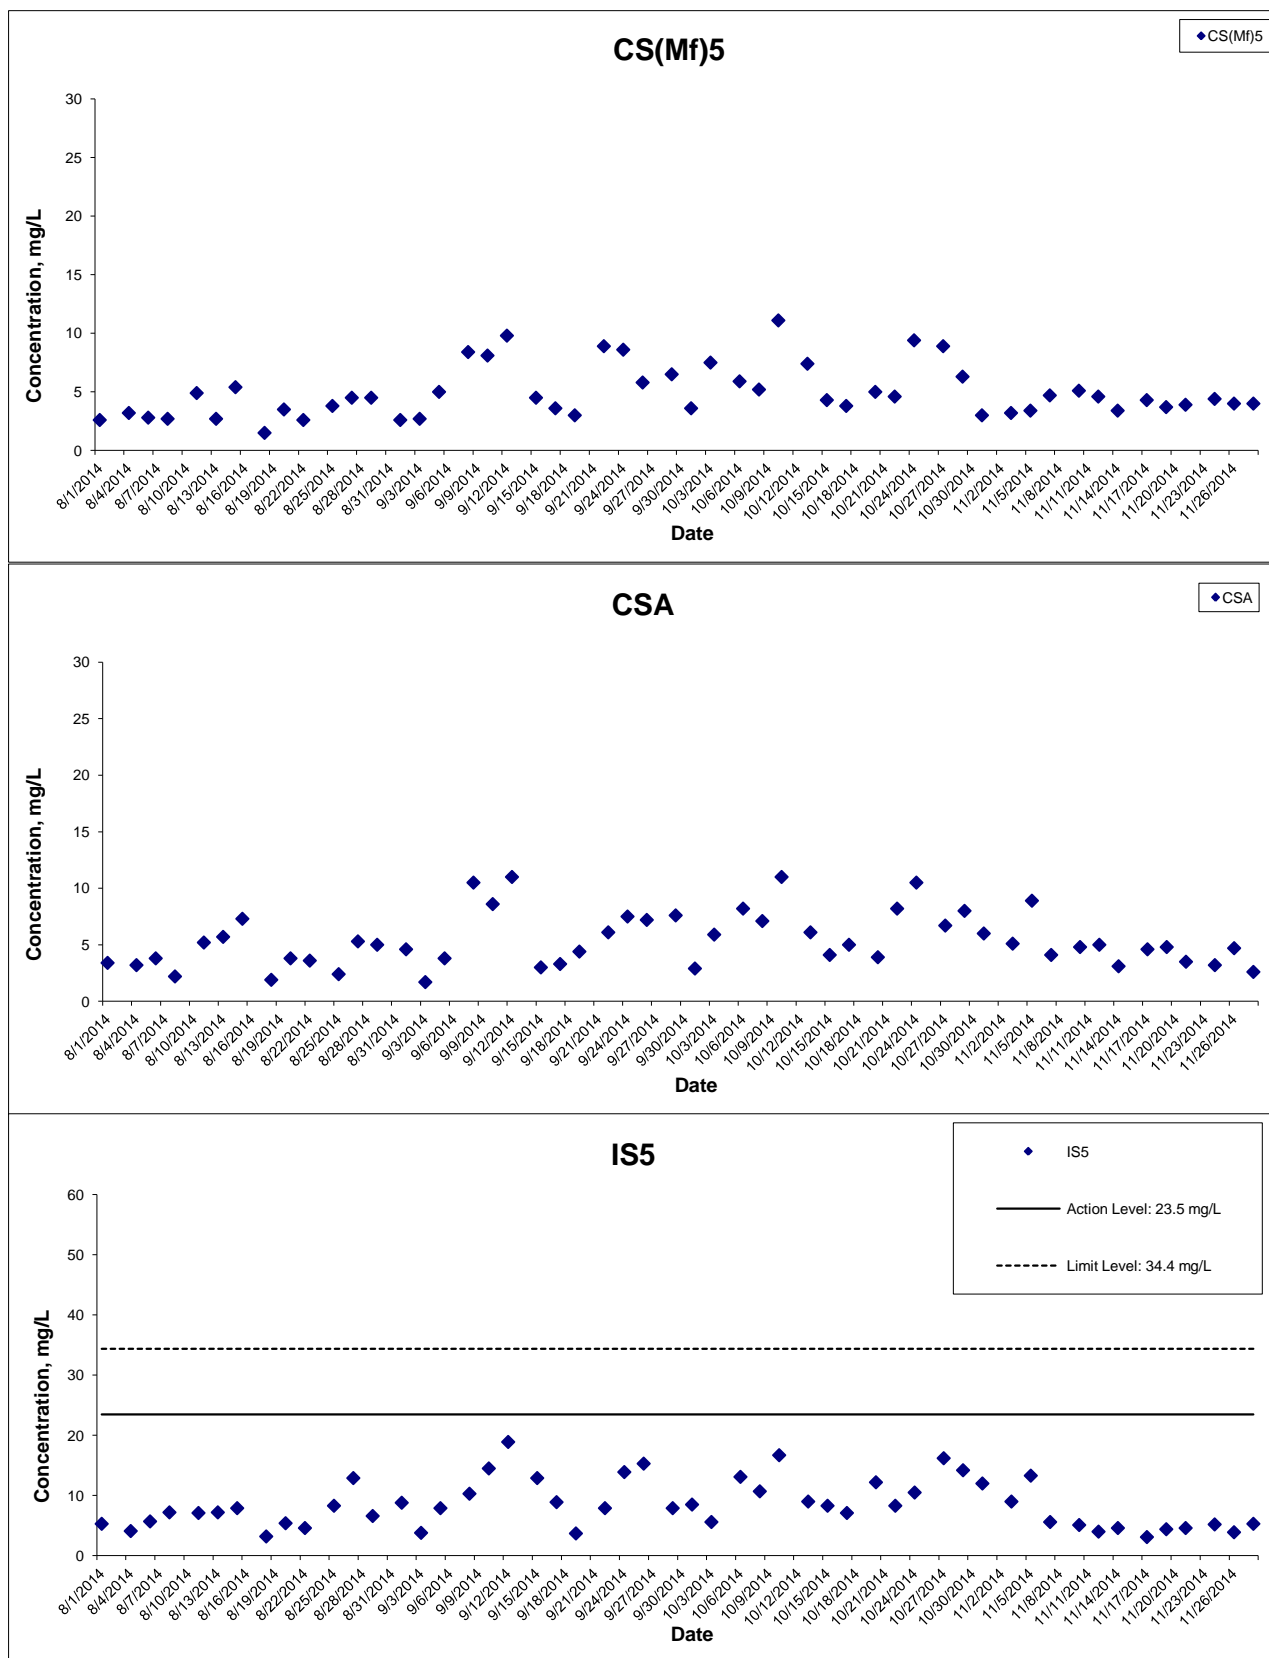 CS(Mf)5
CS(Mf)5
30
25
20
15
10
5
0
Concentration, mg/L
8/1/2014 8/4/2014 8/7/2014 8/10/2014 8/13/2014 8/16/2014 8/19/2014 8/22/2014 8/25/2014 8/28/2014 8/31/2014 9/3/2014 9/6/2014 9/9/2014 9/12/2014 9/15/2014 9/18/2014 9/21/2014 9/24/2014 9/27/2014 9/30/2014 10/3/2014 10/6/2014 10/9/2014 10/12/2014 10/15/2014 10/18/2014 10/21/2014 10/24/2014 10/27/2014 10/30/2014 11/2/2014 11/5/2014 11/8/2014 11/11/2014 11/14/2014 11/17/2014 11/20/2014 11/23/2014 11/26/2014
Date
CSA
CSA
30
25
20
15
10
5
0
Concentration, mg/L
8/1/2014 8/4/2014 8/7/2014 8/10/2014 8/13/2014 8/16/2014 8/19/2014 8/22/2014 8/25/2014 8/28/2014 8/31/2014 9/3/2014 9/6/2014 9/9/2014 9/12/2014 9/15/2014 9/18/2014 9/21/2014 9/24/2014 9/27/2014 9/30/2014 10/3/2014 10/6/2014 10/9/2014 10/12/2014 10/15/2014 10/18/2014 10/21/2014 10/24/2014 10/27/2014 10/30/2014 11/2/2014 11/5/2014 11/8/2014 11/11/2014 11/14/2014 11/17/2014 11/20/2014 11/23/2014 11/26/2014
Date
IS5
IS5
Action Level: 23.5 mg/L
Limit Level: 34.4 mg/L
60
50
40
30
20
10
0
Concentration, mg/L
8/1/2014 8/4/2014 8/7/2014 8/10/2014 8/13/2014 8/16/2014 8/19/2014 8/22/2014 8/25/2014 8/28/2014 8/31/2014 9/3/2014 9/6/2014 9/9/2014 9/12/2014 9/15/2014 9/18/2014 9/21/2014 9/24/2014 9/27/2014 9/30/2014 10/3/2014 10/6/2014 10/9/2014 10/12/2014 10/15/2014 10/18/2014 10/21/2014 10/24/2014 10/27/2014 10/30/2014 11/2/2014 11/5/2014 11/8/2014 11/11/2014 11/14/2014 11/17/2014 11/20/2014 11/23/2014 11/26/2014
Date